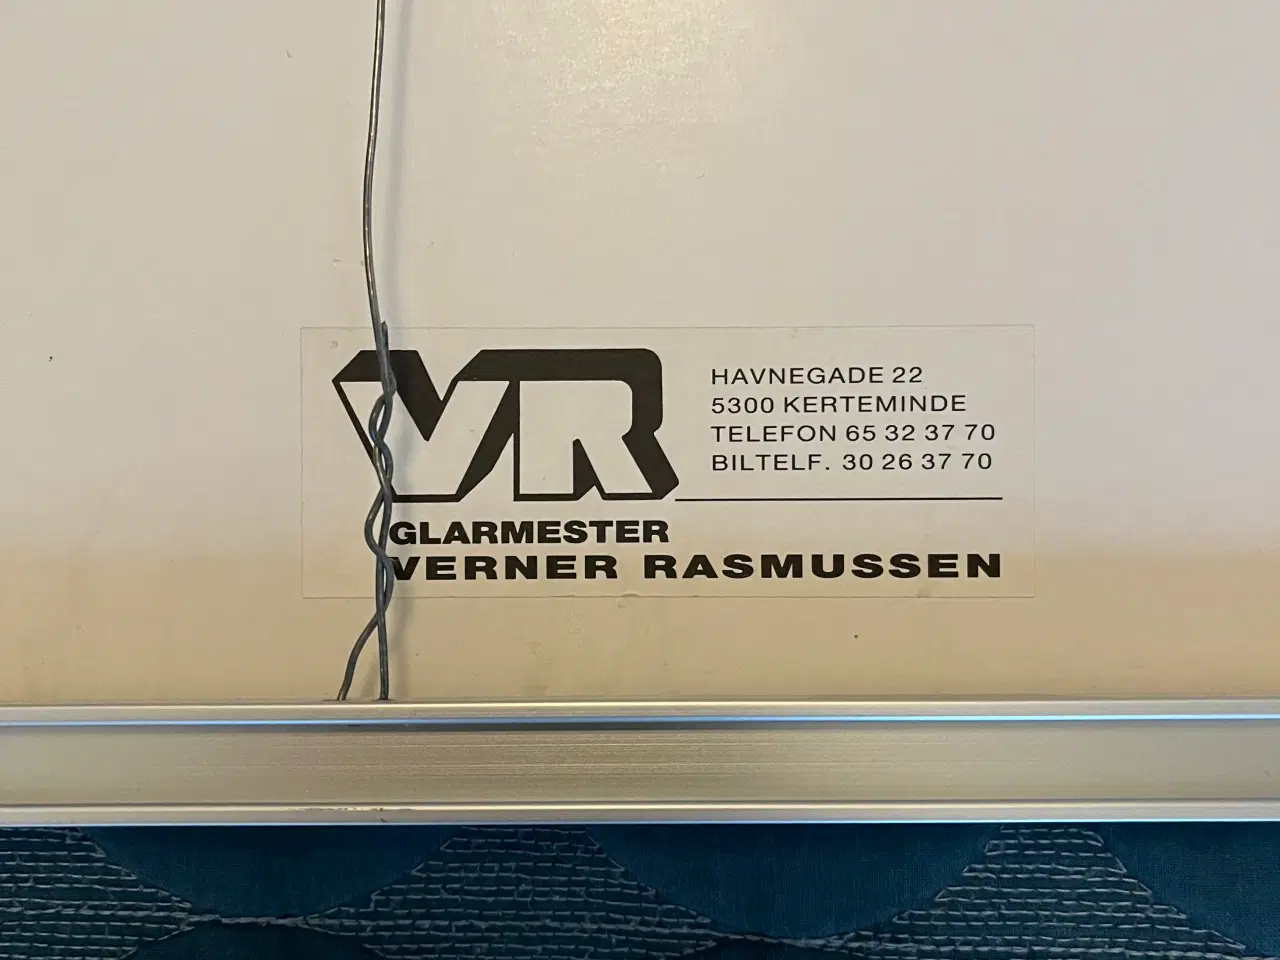 VR
HAVNEGADE 22
5300 KERTEMINDE
TELEFON 65 32 37 70
BILTELF. 30 26 37 70
GLARMESTER
VERNER RASMUSSEN